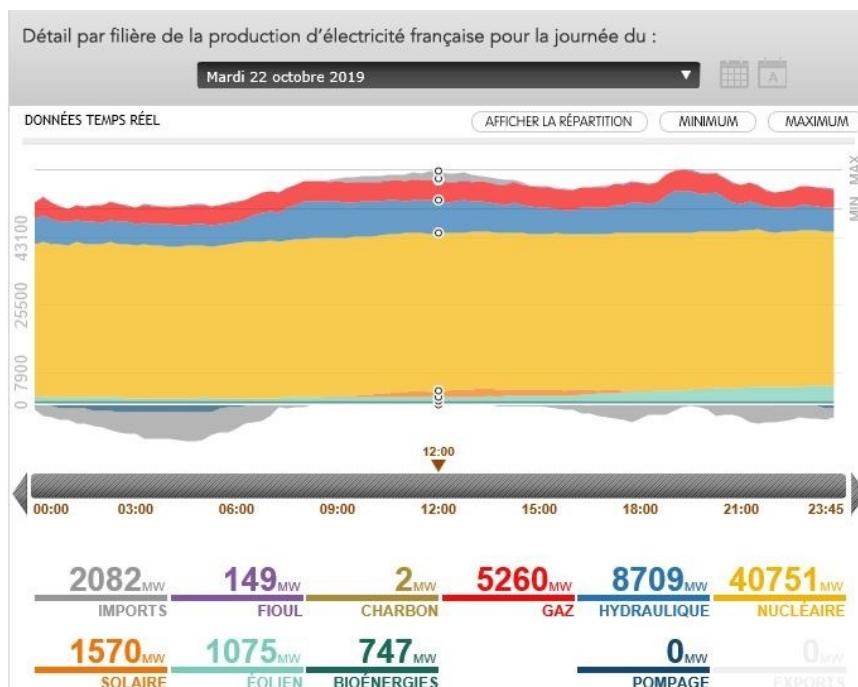 Détail par filière de la production d'électricité française pour la journée du :
Mardi 22 octobre 2019
A
DONNÉES TEMPS RÉEL
AFFICHER LA RÉPARTITION
MINIMUM
MAXIMUM
MAX
MIN
43100
25500
7900
0
12:00
00:00 03:00 06:00 09:00 12:00 15:00 18:00 21:00 23:45
2082MW 149MW 2MW 5260MW 8709MW 40751MW
IMPORTS FIOUL CHARBON GAZ HYDRAULIQUE NUCLÉAIRE
1570MW 1075MW 747MW 0MW 0MW
SOLAIRE ÉOLIEN BIOÉNERGIES POMPAGE EXPORTS